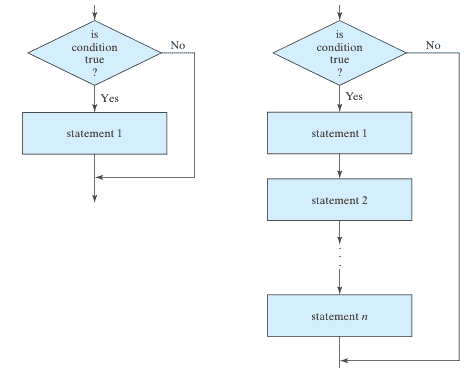 is
condition
true
?
No
Yes
statement 1
is
condition
true
?
No
Yes
statement 1
statement 2
statement n